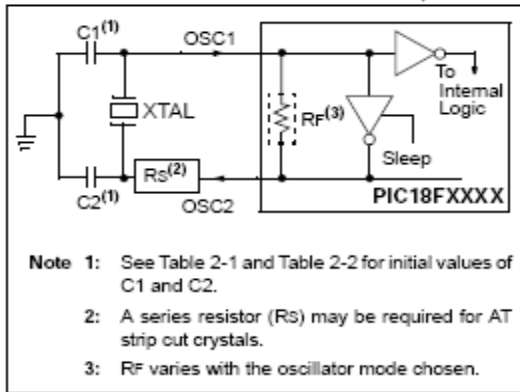 C1(1)
OSC1
To
Internal
Logic
XTAL
RF(3)
Sleep
RS(2)
C2(1)
OSC2
PIC18FXXXX
Note 1: See Table 2-1 and Table 2-2 for initial values of
C1 and C2.
2: A series resistor (RS) may be required for AT
strip cut crystals.
3: RF varies with the oscillator mode chosen.